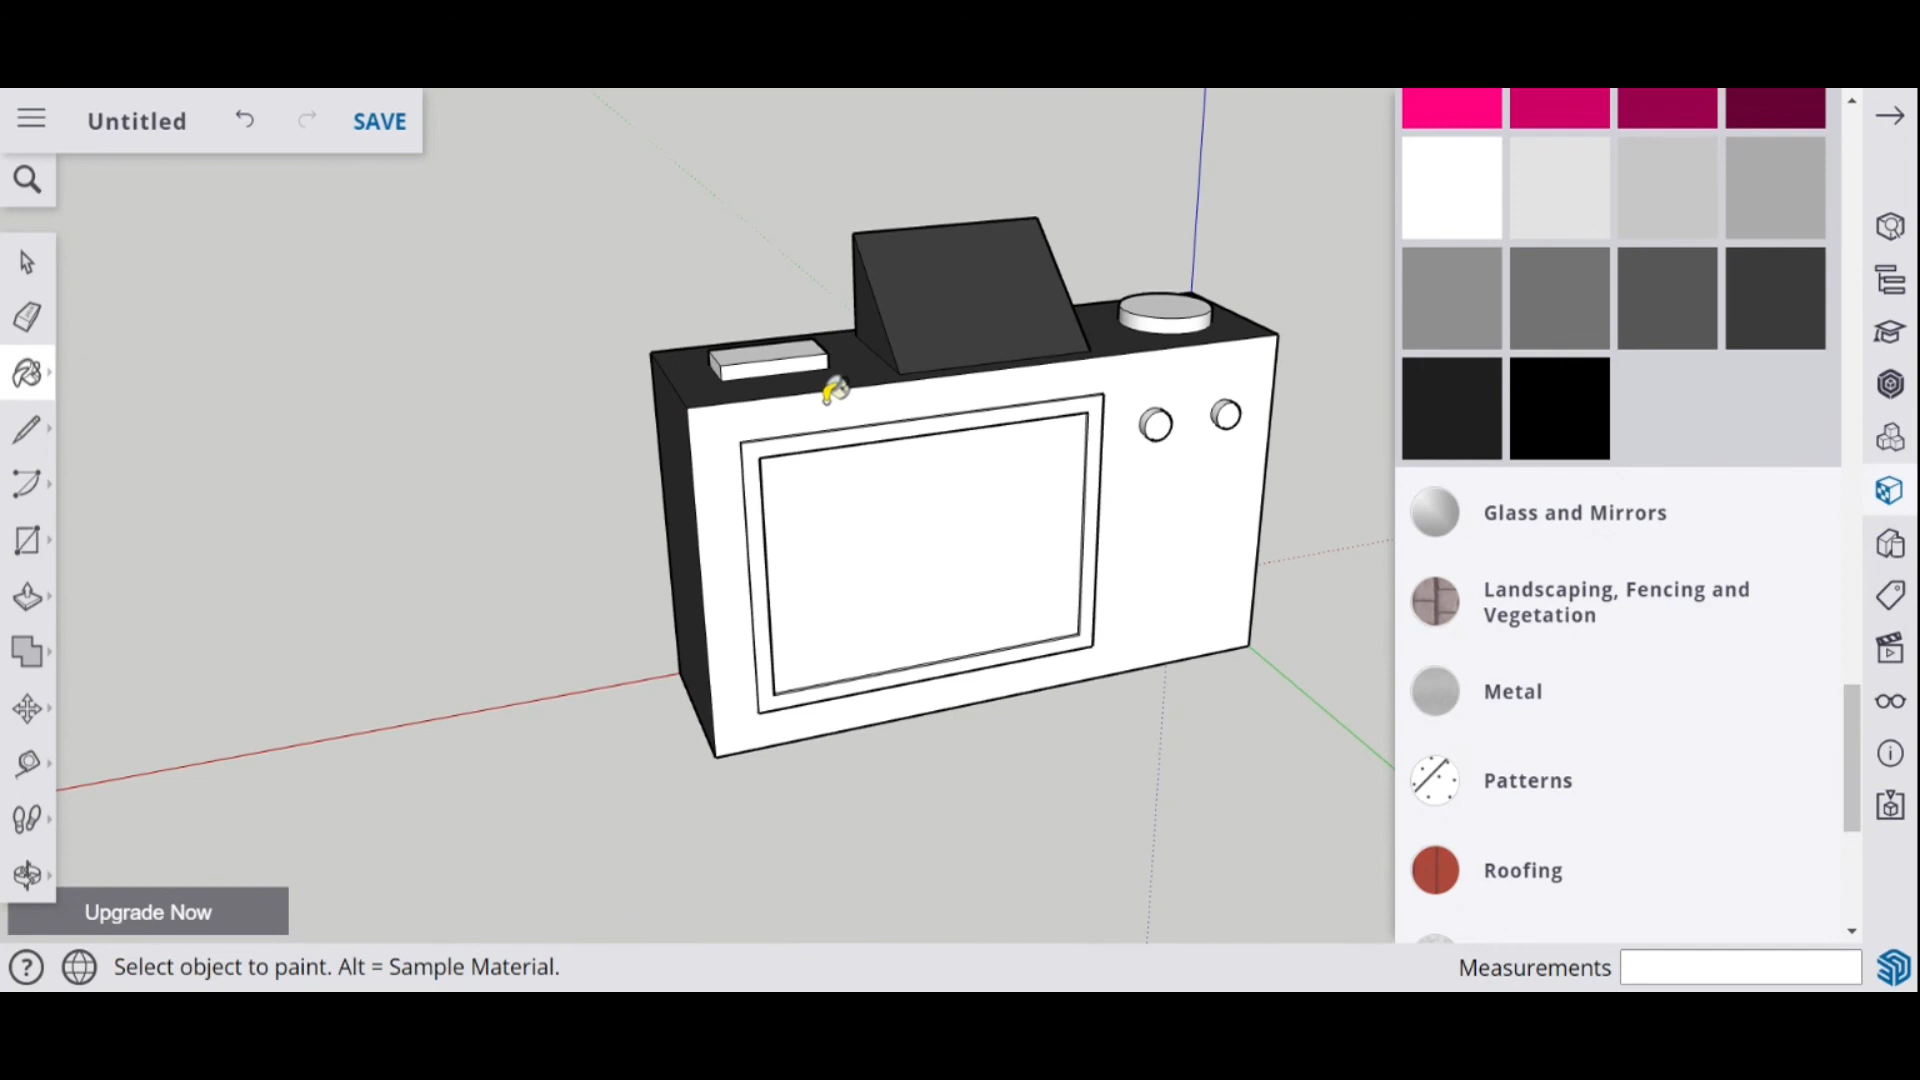 Untitled
SAVE
Glass and Mirrors
Landscaping, Fencing and
Vegetation
Metal
Patterns
Roofing
Upgrade Now
Select object to paint. Alt = Sample Material.
Measurements